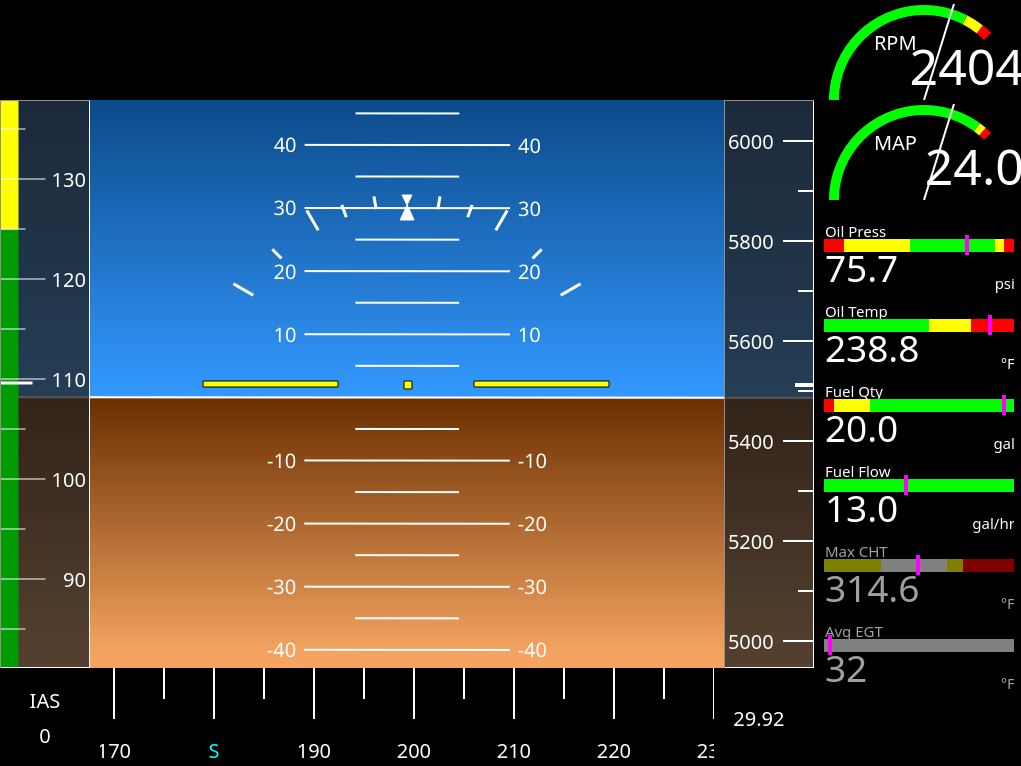 RPM
2404
MAP
24.0
40 40
30 30
20 20
10 10
-10 -10
-20 -20
-30 -30
-40 -40
130
120
110
100
90
6000
5800
5600
5400
5200
5000
Oil Press
75.7
psi
Oil Temp
238.8
°F
Fuel Qty
20.0
gal
Fuel Flow
13.0
gal/hr
Max CHT
314.6
°F
Avg EGT
32
°F
IAS
0
170 S 190 200 210 220
29.92